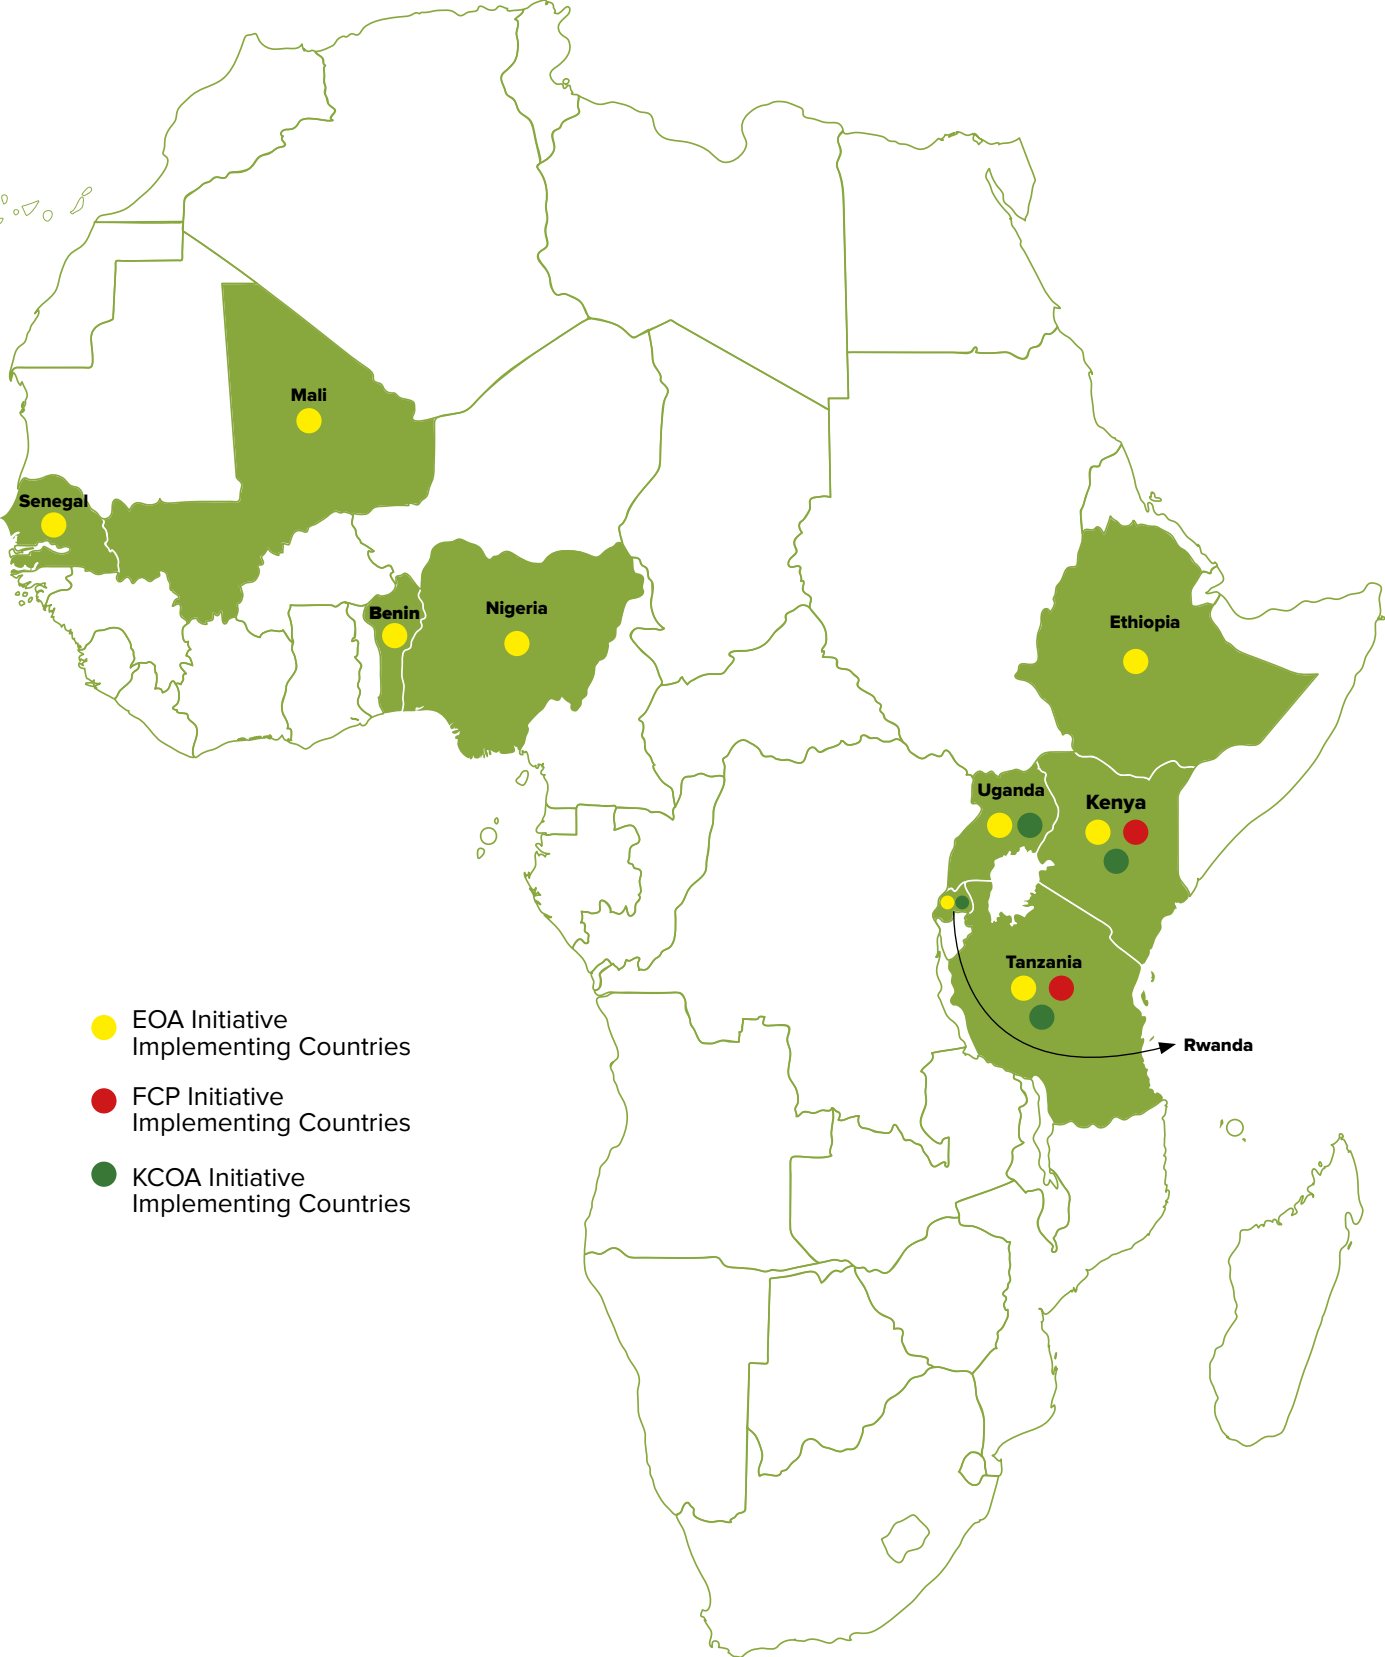 Mali
Senegal
Benin
Nigeria
Ethiopia
Uganda
Kenya
Tanzania
Rwanda
EOA Initiative
Implementing Countries
FCP Initiative
Implementing Countries
KCOA Initiative
Implementing Countries